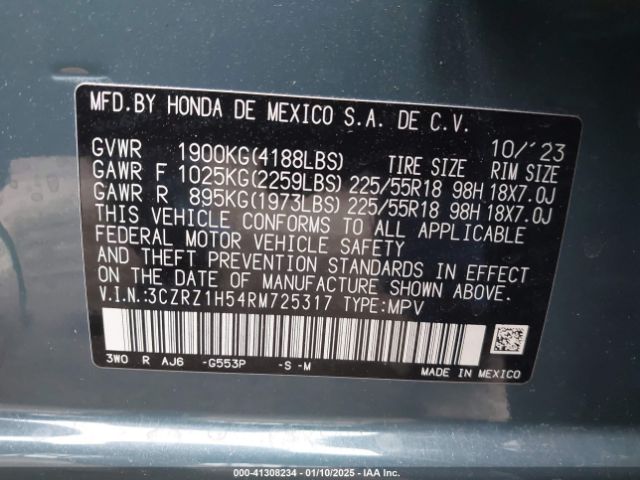 MFD.BY HONDA DE MEXICO S.A. DE C.V.
10/'23
GVWR 1900KG(4188LBS) TIRE SIZE RIM SIZE
GAWR F 1025KG(2259LBS) 225/55R18 98H 18X7.0J
GAWR R 895KG(1973LBS) 225/55R18 98H 18X7.0J
THIS VEHICLE CONFORMS TO ALL APPLICABLE
FEDERAL MOTOR VEHICLE SAFETY
AND THEFT PREVENTION STANDARDS IN EFFECT
ON THE DATE OF MANUFACTURE SHOWN ABOVE.
V.I.N.:3CZRZ1H54RM725317 TYPE:MPV
3WO R AJ6 -G553P -S -M
MADE IN MEXICO
000-41308234 - 01/10/2025 - IAA Inc.